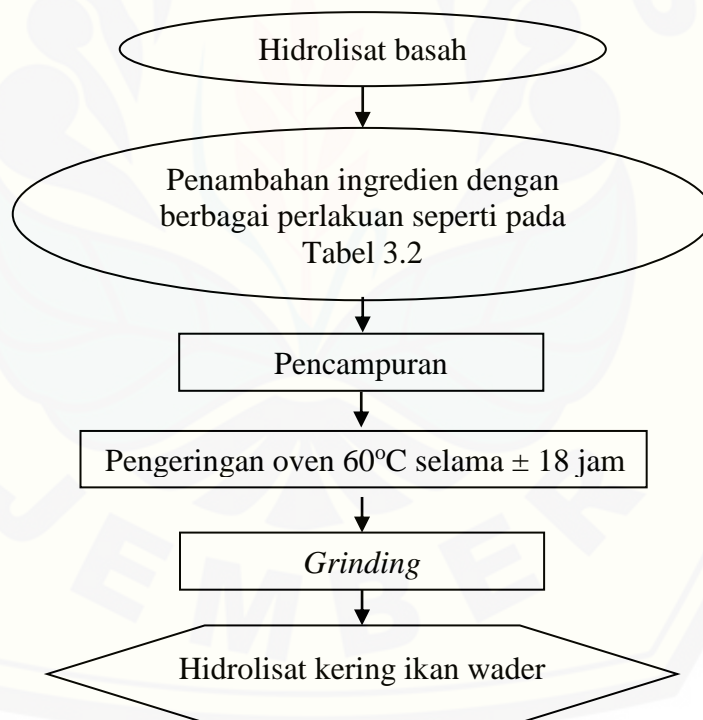 Hidrolisat basah
Penambahan ingredien dengan
berbagai perlakuan seperti pada
Tabel 3.2
Pencampuran
Pengeringan oven 60°C selama ± 18 jam
Grinding
Hidrolisat kering ikan wader
JEMBER